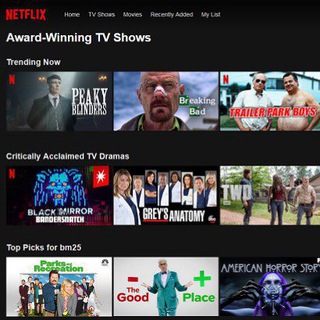 NETFLIX Home TV Shows Movies Recently Added My List
Award-Winning TV Shows
Trending Now
N
PEAKY
BLINDERS
Breaking
Bad
N
TRAILER PARK BOYS
Critically Acclaimed TV Dramas
N
BLACK MIRROR
BANDERSNATCH
GREY'S ANATOMY
abc
Top Picks for bm25
Parks and
Recreation
NBC
The
Good Place
AMERICAN HORROR STOR